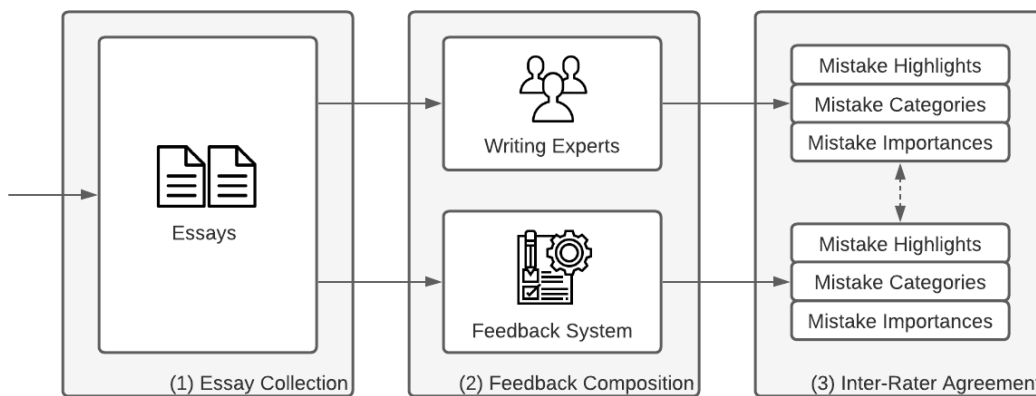 Essays
(1) Essay Collection
Writing Experts
Feedback System
(2) Feedback Composition
Mistake Highlights
Mistake Categories
Mistake Importances
Mistake Highlights
Mistake Categories
Mistake Importances
(3) Inter-Rater Agreement